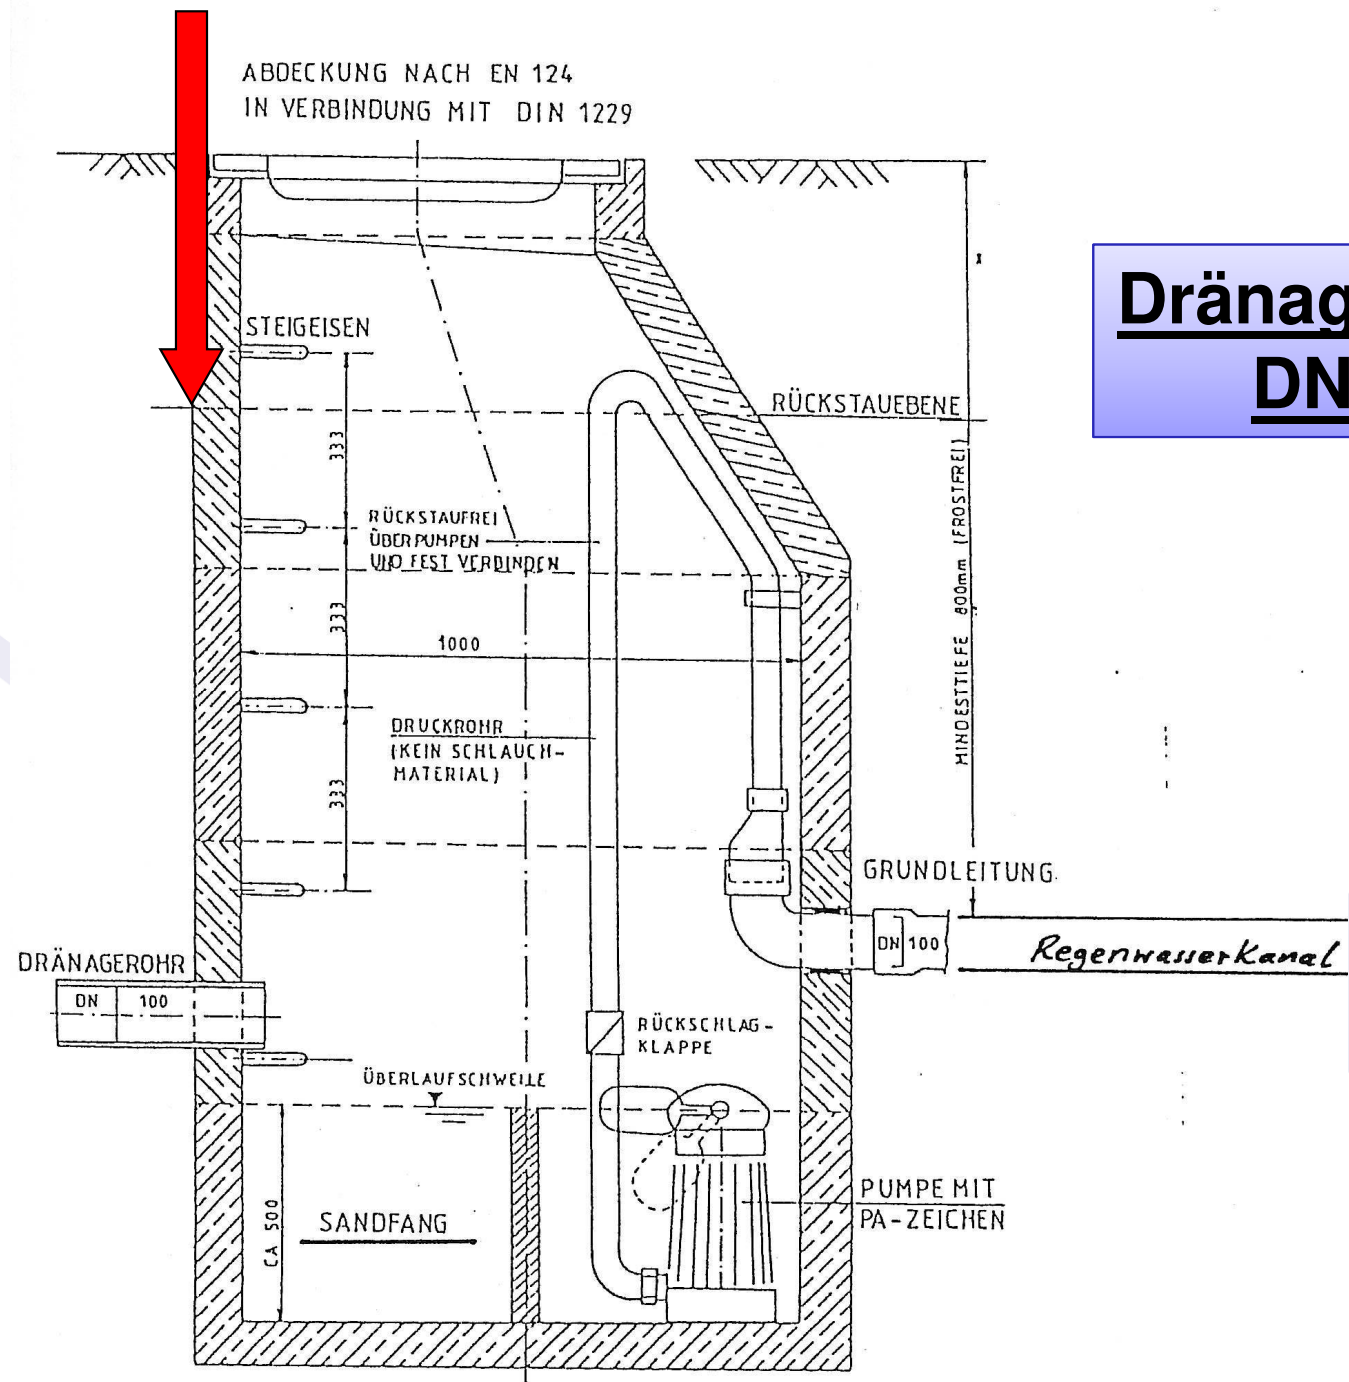 ABDECKUNG NACH EN 124
IN VERBINDUNG MIT DIN 1229
Dränag
DN
STEIGEISEN
RÜCKSTAUEBENE
333
RÜCKSTAUFREI
ÜBERPUMPEN
UND FEST VERBINDEN
MINDESTTIEFE 800mm (FROSTFREI)
333
1000
DRUCKROHR
(KEIN SCHLAUCH-
MATERIAL)
333
GRUNDLEITUNG
DN 100
Regenwasserkanal
DRÄNAGEROHR
DN 100
RÜCKSCHLAG-
KLAPPE
ÜBERLAUFSCHWELLE
CA 500
SANDFANG
PUMPE MIT
PA-ZEICHEN